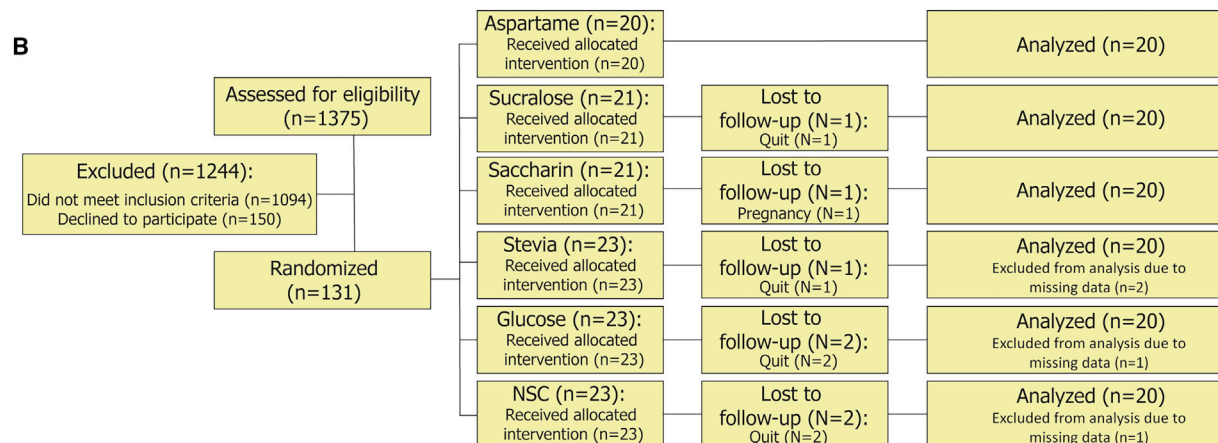 B
Assessed for eligibility
(n=1375)
Excluded (n=1244):
Did not meet inclusion criteria (n=1094)
Declined to participate (n=150)
Randomized
(n=131)
Aspartame (n=20):
Received allocated
intervention (n=20)
Analyzed (n=20)
Sucralose (n=21):
Received allocated
intervention (n=21)
Lost to
follow-up (N=1):
Quit (N=1)
Analyzed (n=20)
Saccharin (n=21):
Received allocated
intervention (n=21)
Lost to
follow-up (N=1):
Pregnancy (N=1)
Analyzed (n=20)
Stevia (n=23):
Received allocated
intervention (n=23)
Lost to
follow-up (N=1):
Quit (N=1)
Analyzed (n=20)
Excluded from analysis due to
missing data (n=2)
Glucose (n=23):
Received allocated
intervention (n=23)
Lost to
follow-up (N=2):
Quit (N=2)
Analyzed (n=20)
Excluded from analysis due to
missing data (n=1)
NSC (n=23):
Received allocated
intervention (n=23)
Lost to
follow-up (N=2):
Quit (N=2)
Analyzed (n=20)
Excluded from analysis due to
missing data (n=1)